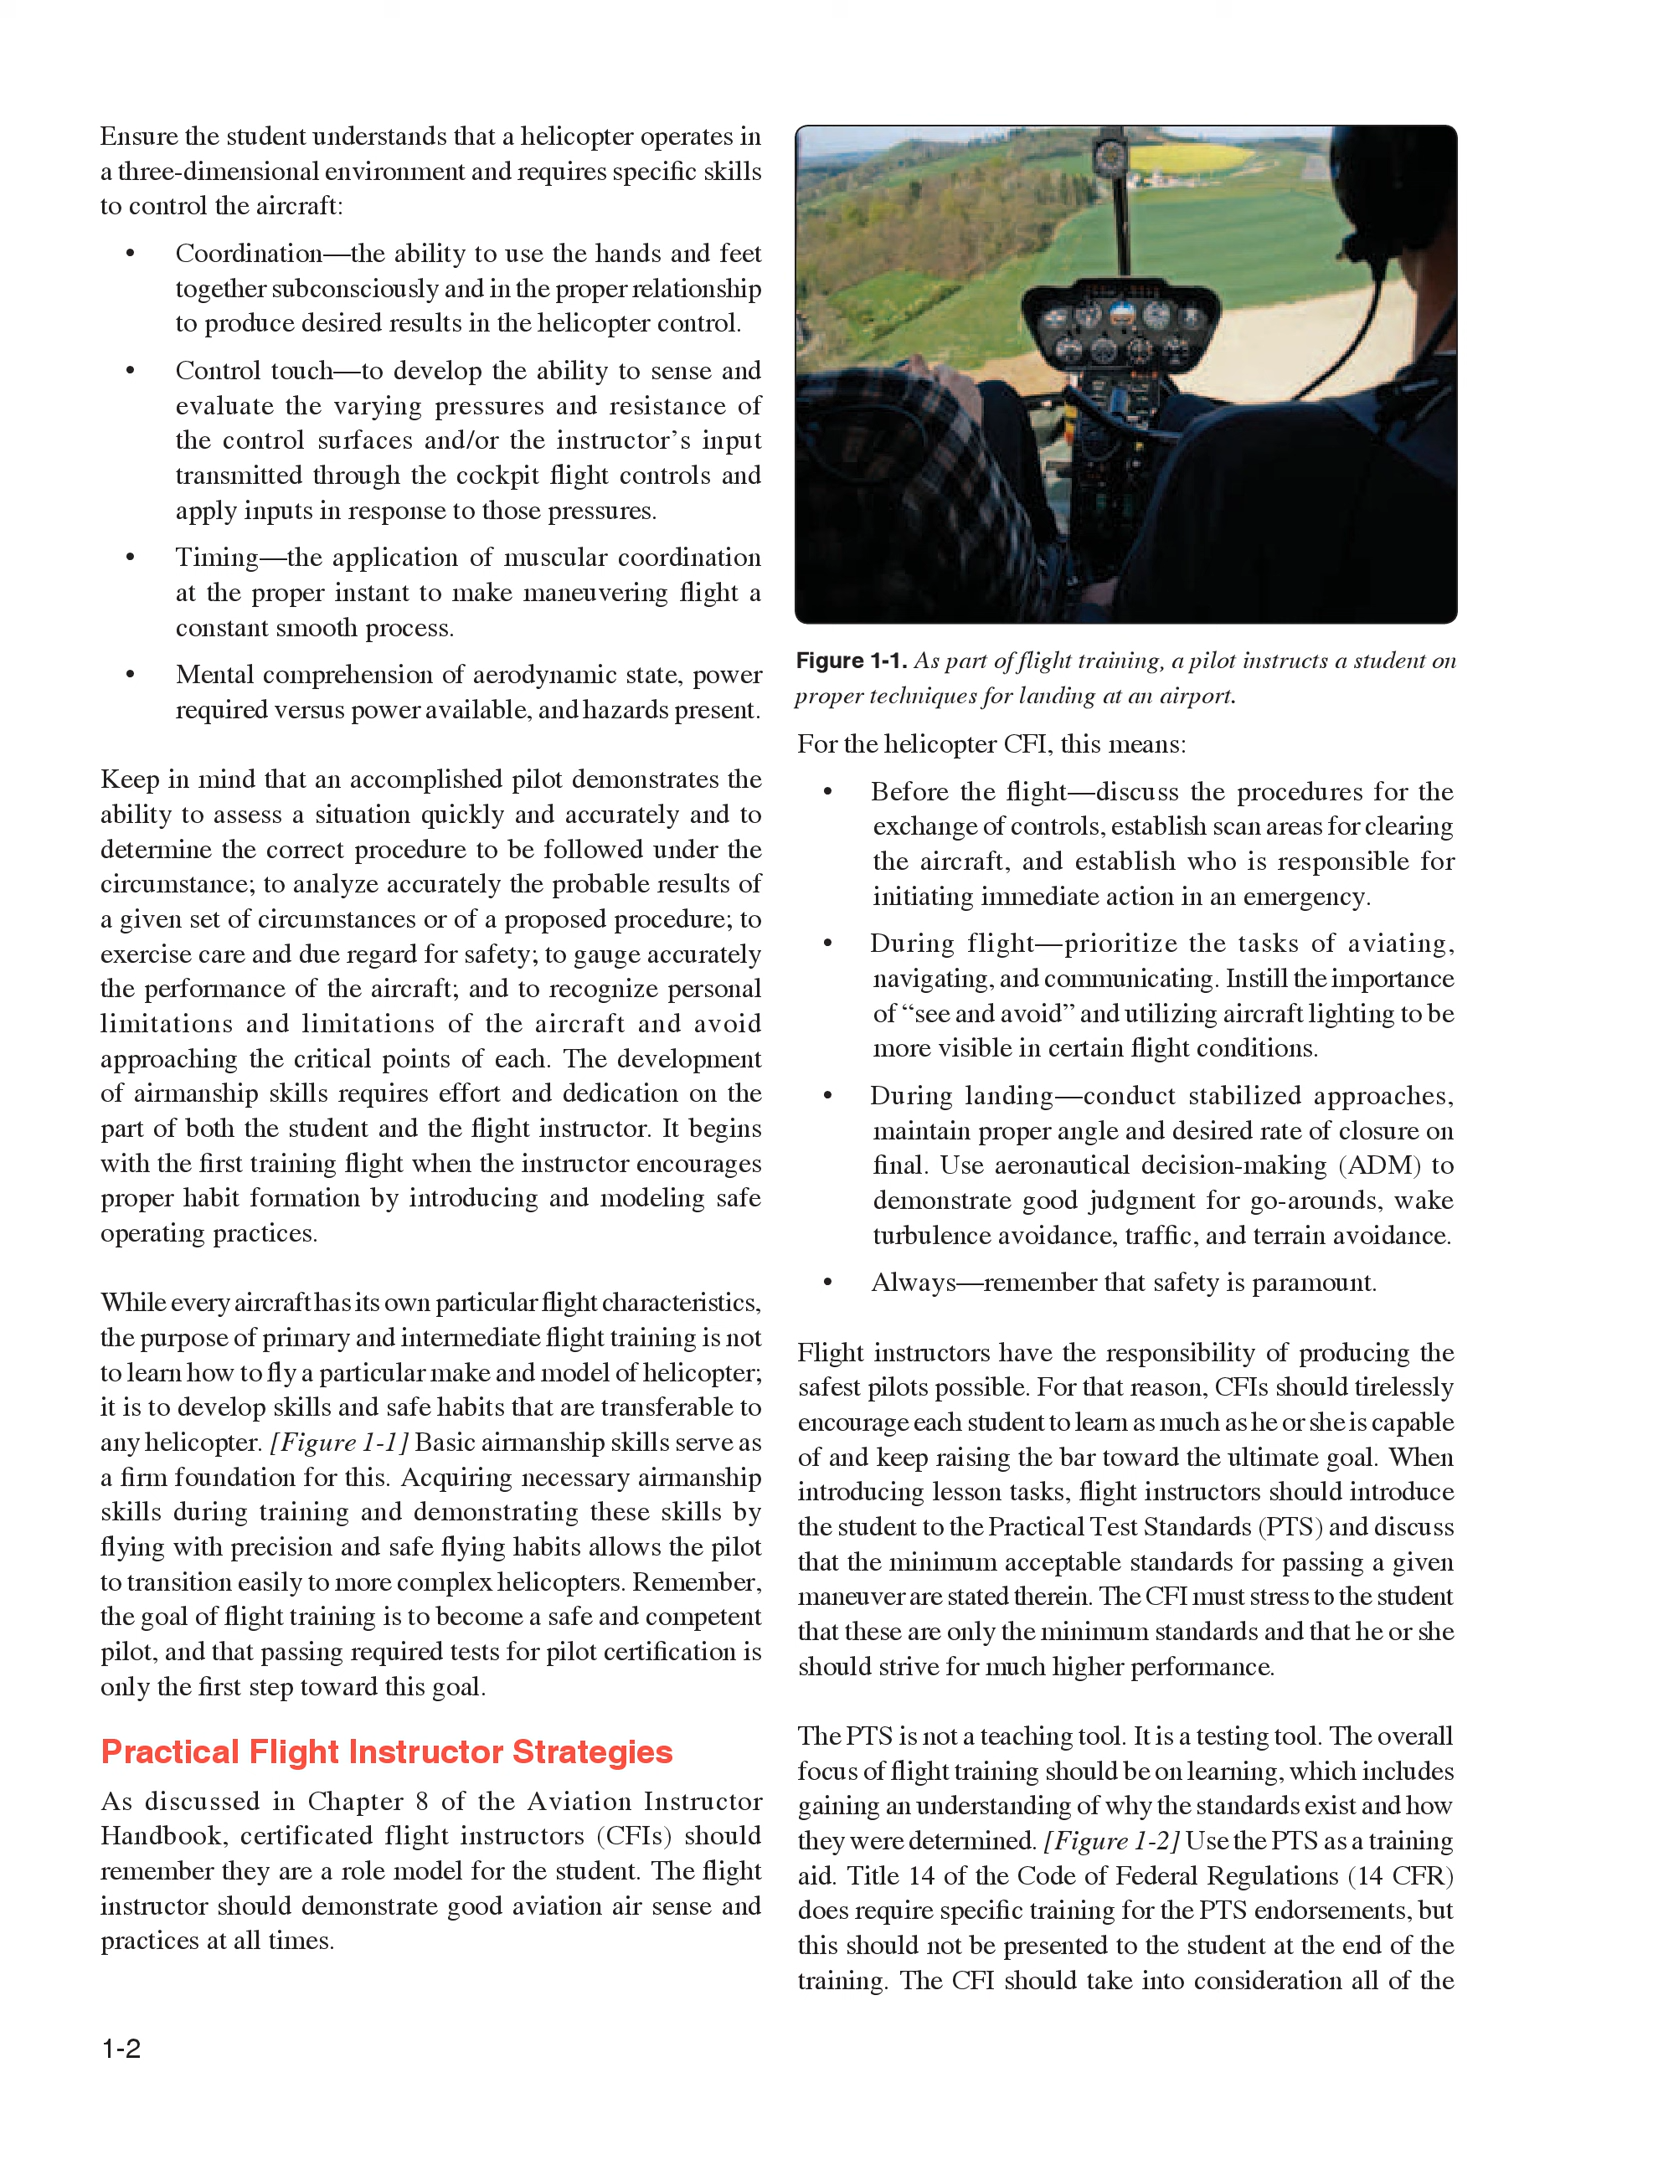 Ensure the student understands that a helicopter operates in
a three-dimensional environment and requires specific skills
to control the aircraft:
• Coordination—the ability to use the hands and feet
together subconsciously and in the proper relationship
to produce desired results in the helicopter control.
• Control touch—to develop the ability to sense and
evaluate the varying pressures and resistance of
the control surfaces and/or the instructor’s input
transmitted through the cockpit flight controls and
apply inputs in response to those pressures.
• Timing—the application of muscular coordination
at the proper instant to make maneuvering flight a
constant smooth process.
• Mental comprehension of aerodynamic state, power
required versus power available, and hazards present.
Keep in mind that an accomplished pilot demonstrates the
ability to assess a situation quickly and accurately and to
determine the correct procedure to be followed under the
circumstance; to analyze accurately the probable results of
a given set of circumstances or of a proposed procedure; to
exercise care and due regard for safety; to gauge accurately
the performance of the aircraft; and to recognize personal
limitations and limitations of the aircraft and avoid
approaching the critical points of each. The development
of airmanship skills requires effort and dedication on the
part of both the student and the flight instructor. It begins
with the first training flight when the instructor encourages
proper habit formation by introducing and modeling safe
operating practices.
While every aircraft has its own particular flight characteristics,
the purpose of primary and intermediate flight training is not
to learn how to fly a particular make and model of helicopter;
it is to develop skills and safe habits that are transferable to
any helicopter. [Figure 1-1] Basic airmanship skills serve as
a firm foundation for this. Acquiring necessary airmanship
skills during training and demonstrating these skills by
flying with precision and safe flying habits allows the pilot
to transition easily to more complex helicopters. Remember,
the goal of flight training is to become a safe and competent
pilot, and that passing required tests for pilot certification is
only the first step toward this goal.
Practical Flight Instructor Strategies
As discussed in Chapter 8 of the Aviation Instructor
Handbook, certificated flight instructors (CFIs) should
remember they are a role model for the student. The flight
instructor should demonstrate good aviation air sense and
practices at all times.
Figure 1-1. As part of flight training, a pilot instructs a student on
proper techniques for landing at an airport.
For the helicopter CFI, this means:
• Before the flight—discuss the procedures for the
exchange of controls, establish scan areas for clearing
the aircraft, and establish who is responsible for
initiating immediate action in an emergency.
• During flight—prioritize the tasks of aviating,
navigating, and communicating. Instill the importance
of “see and avoid” and utilizing aircraft lighting to be
more visible in certain flight conditions.
• During landing—conduct stabilized approaches,
maintain proper angle and desired rate of closure on
final. Use aeronautical decision-making (ADM) to
demonstrate good judgment for go-arounds, wake
turbulence avoidance, traffic, and terrain avoidance.
• Always—remember that safety is paramount.
Flight instructors have the responsibility of producing the
safest pilots possible. For that reason, CFIs should tirelessly
encourage each student to learn as much as he or she is capable
of and keep raising the bar toward the ultimate goal. When
introducing lesson tasks, flight instructors should introduce
the student to the Practical Test Standards (PTS) and discuss
that the minimum acceptable standards for passing a given
maneuver are stated therein. The CFI must stress to the student
that these are only the minimum standards and that he or she
should strive for much higher performance.
The PTS is not a teaching tool. It is a testing tool. The overall
focus of flight training should be on learning, which includes
gaining an understanding of why the standards exist and how
they were determined. [Figure 1-2] Use the PTS as a training
aid. Title 14 of the Code of Federal Regulations (14 CFR)
does require specific training for the PTS endorsements, but
this should not be presented to the student at the end of the
training. The CFI should take into consideration all of the
1-2